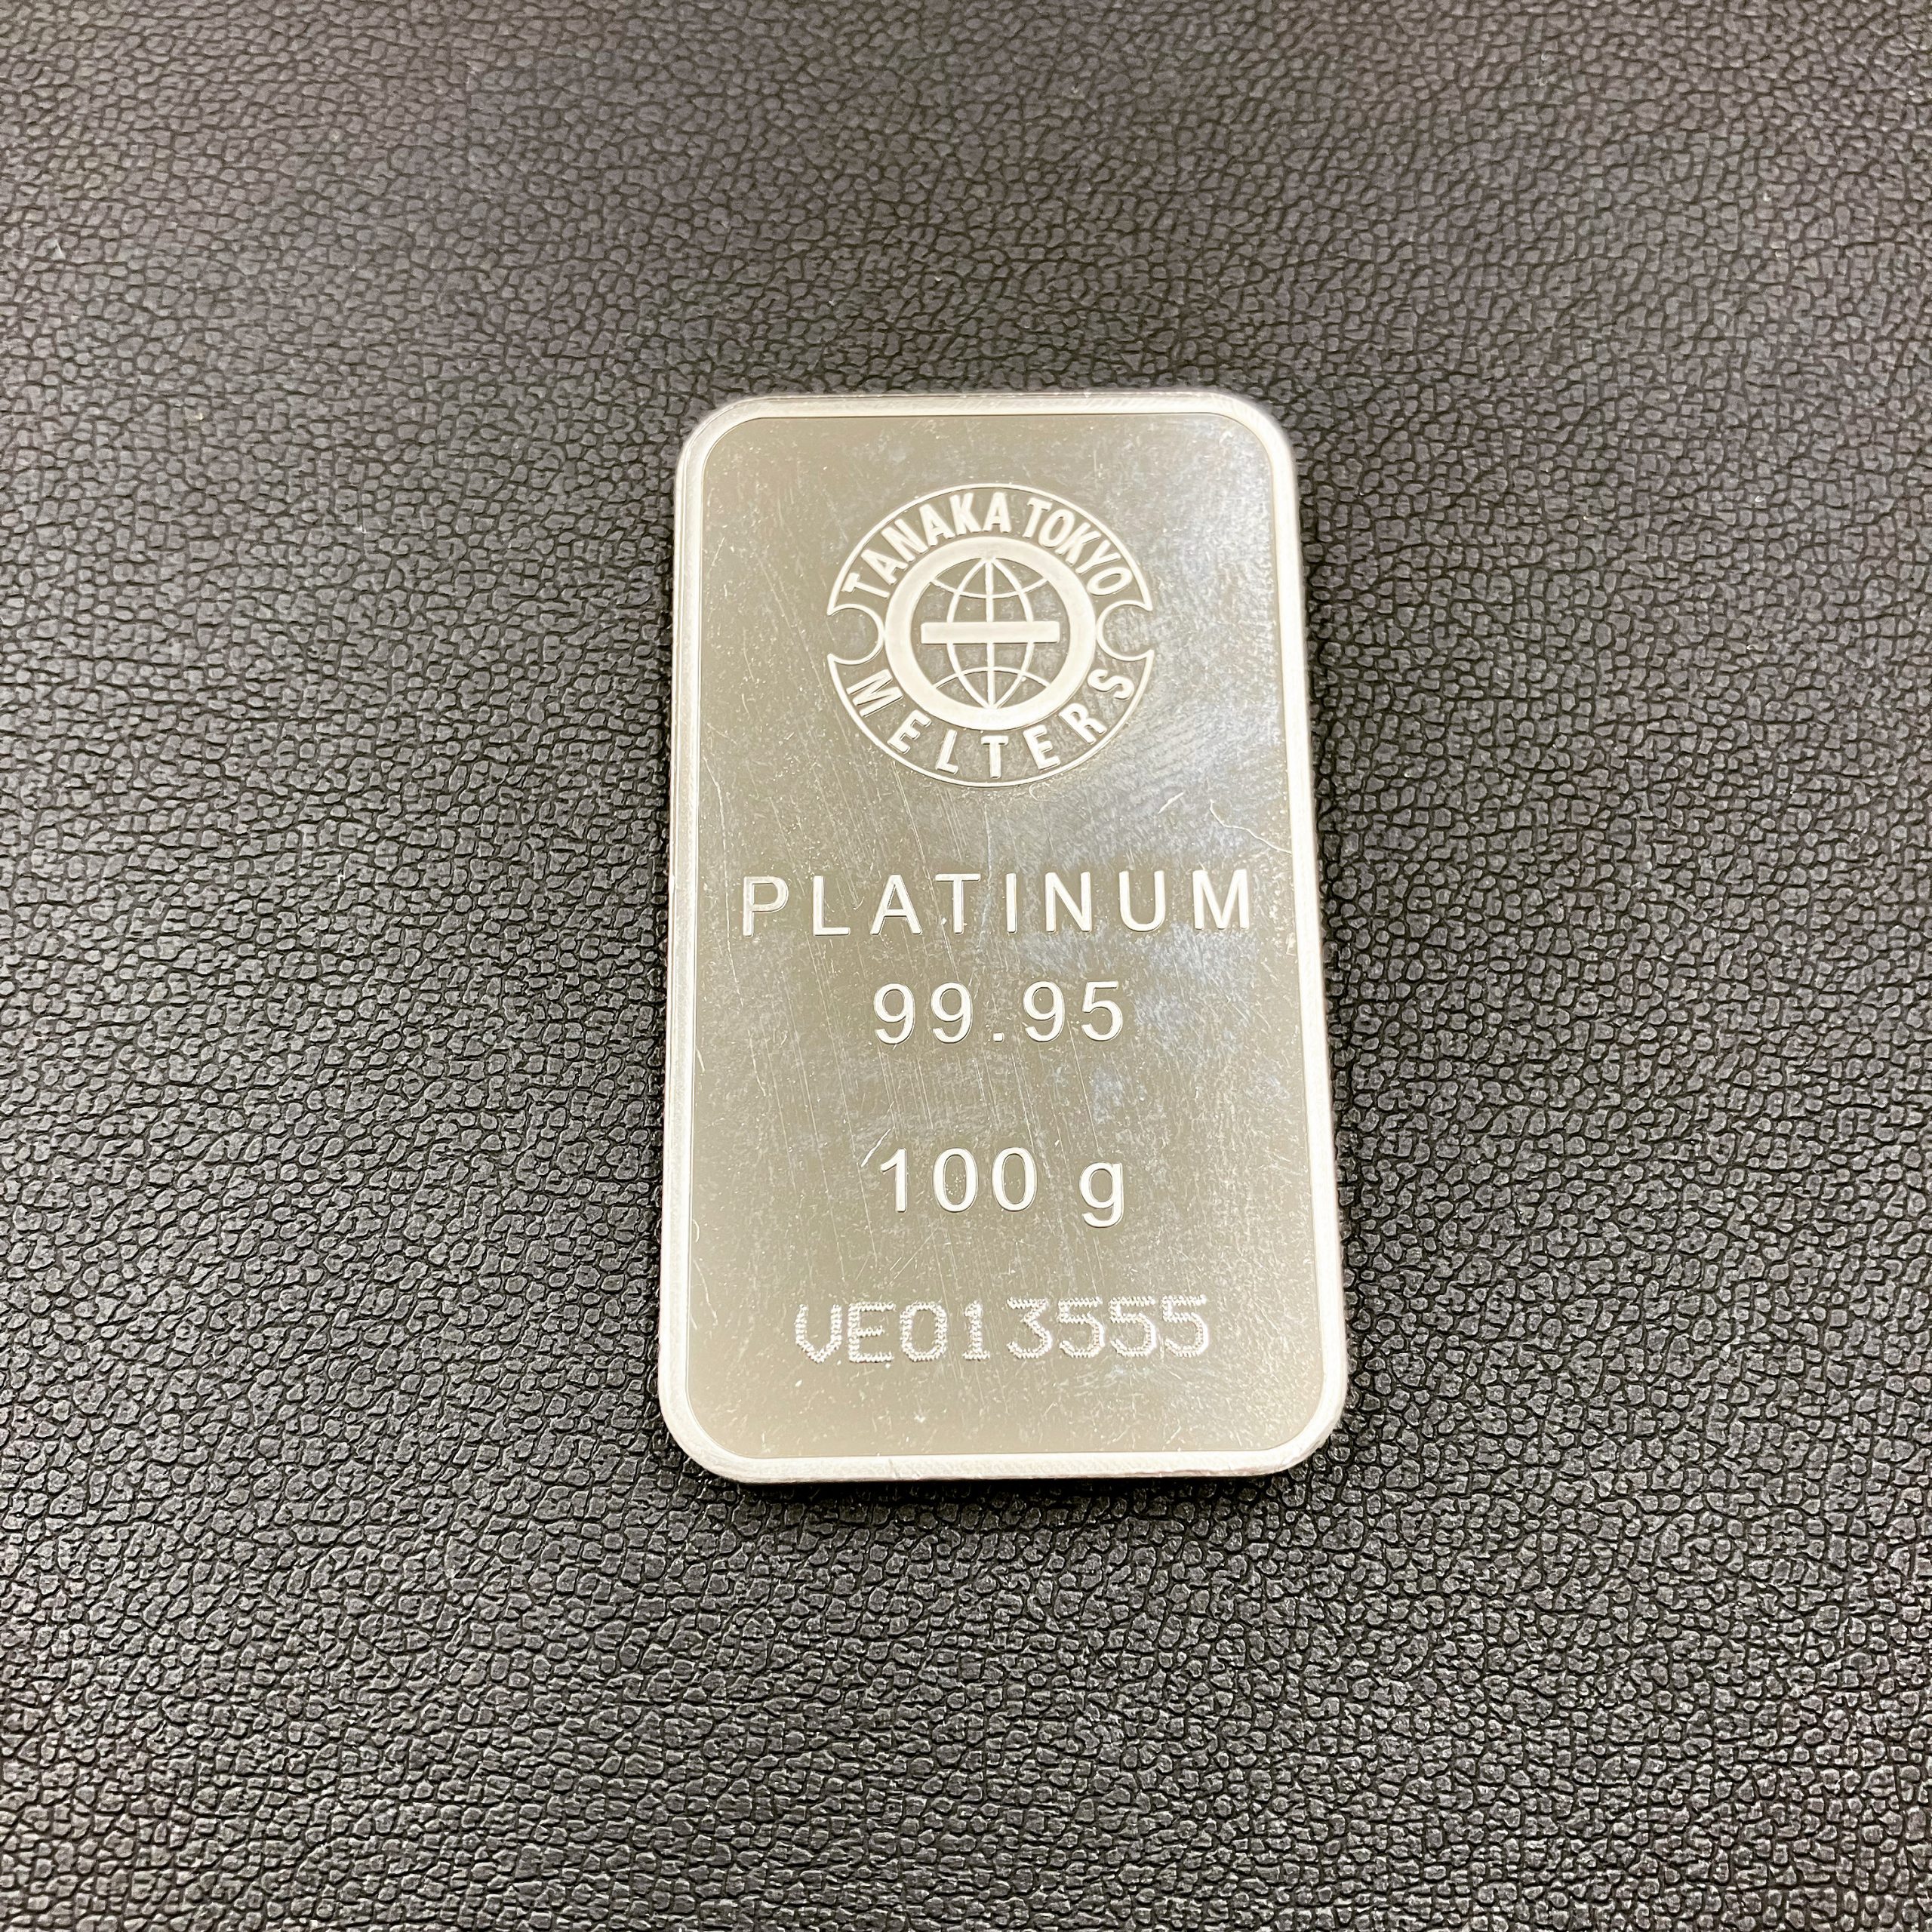 TANAKA TOKYO
MELTERS
PLATINUM
99.95
100 g
VE013555